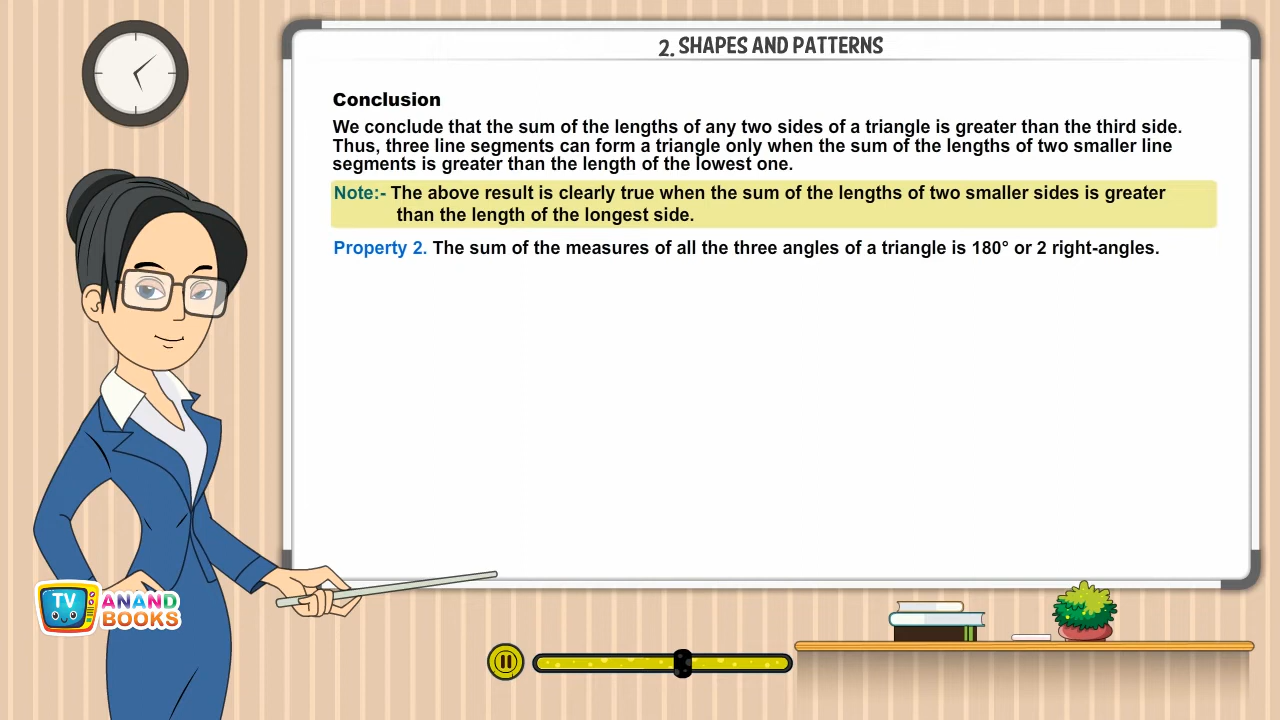 2. SHAPES AND PATTERNS
Conclusion
We conclude that the sum of the lengths of any two sides of a triangle is greater than the third side.
Thus, three line segments can form a triangle only when the sum of the lengths of two smaller line
segments is greater than the length of the lowest one.
Note:- The above result is clearly true when the sum of the lengths of two smaller sides is greater
than the length of the longest side.
Property 2. The sum of the measures of all the three angles of a triangle is 180° or 2 right-angles.
TV
ANAND
BOOKS